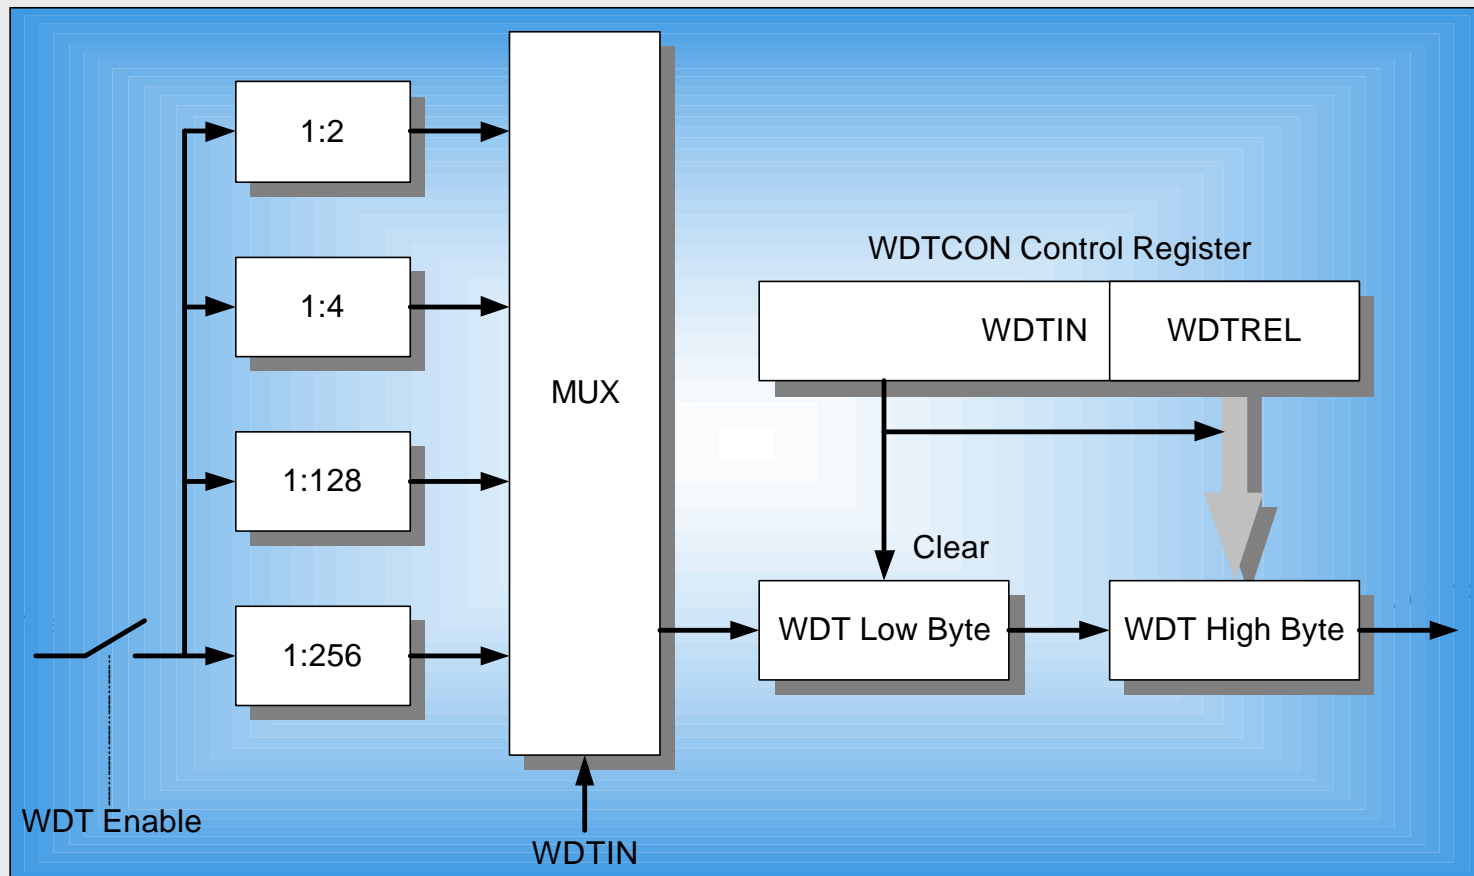 1:2
1:4
1:128
1:256
MUX
WDTCON Control Register
WDTIN
WDTREL
Clear
WDT Low Byte
WDT High Byte
WDT Enable
WDTIN